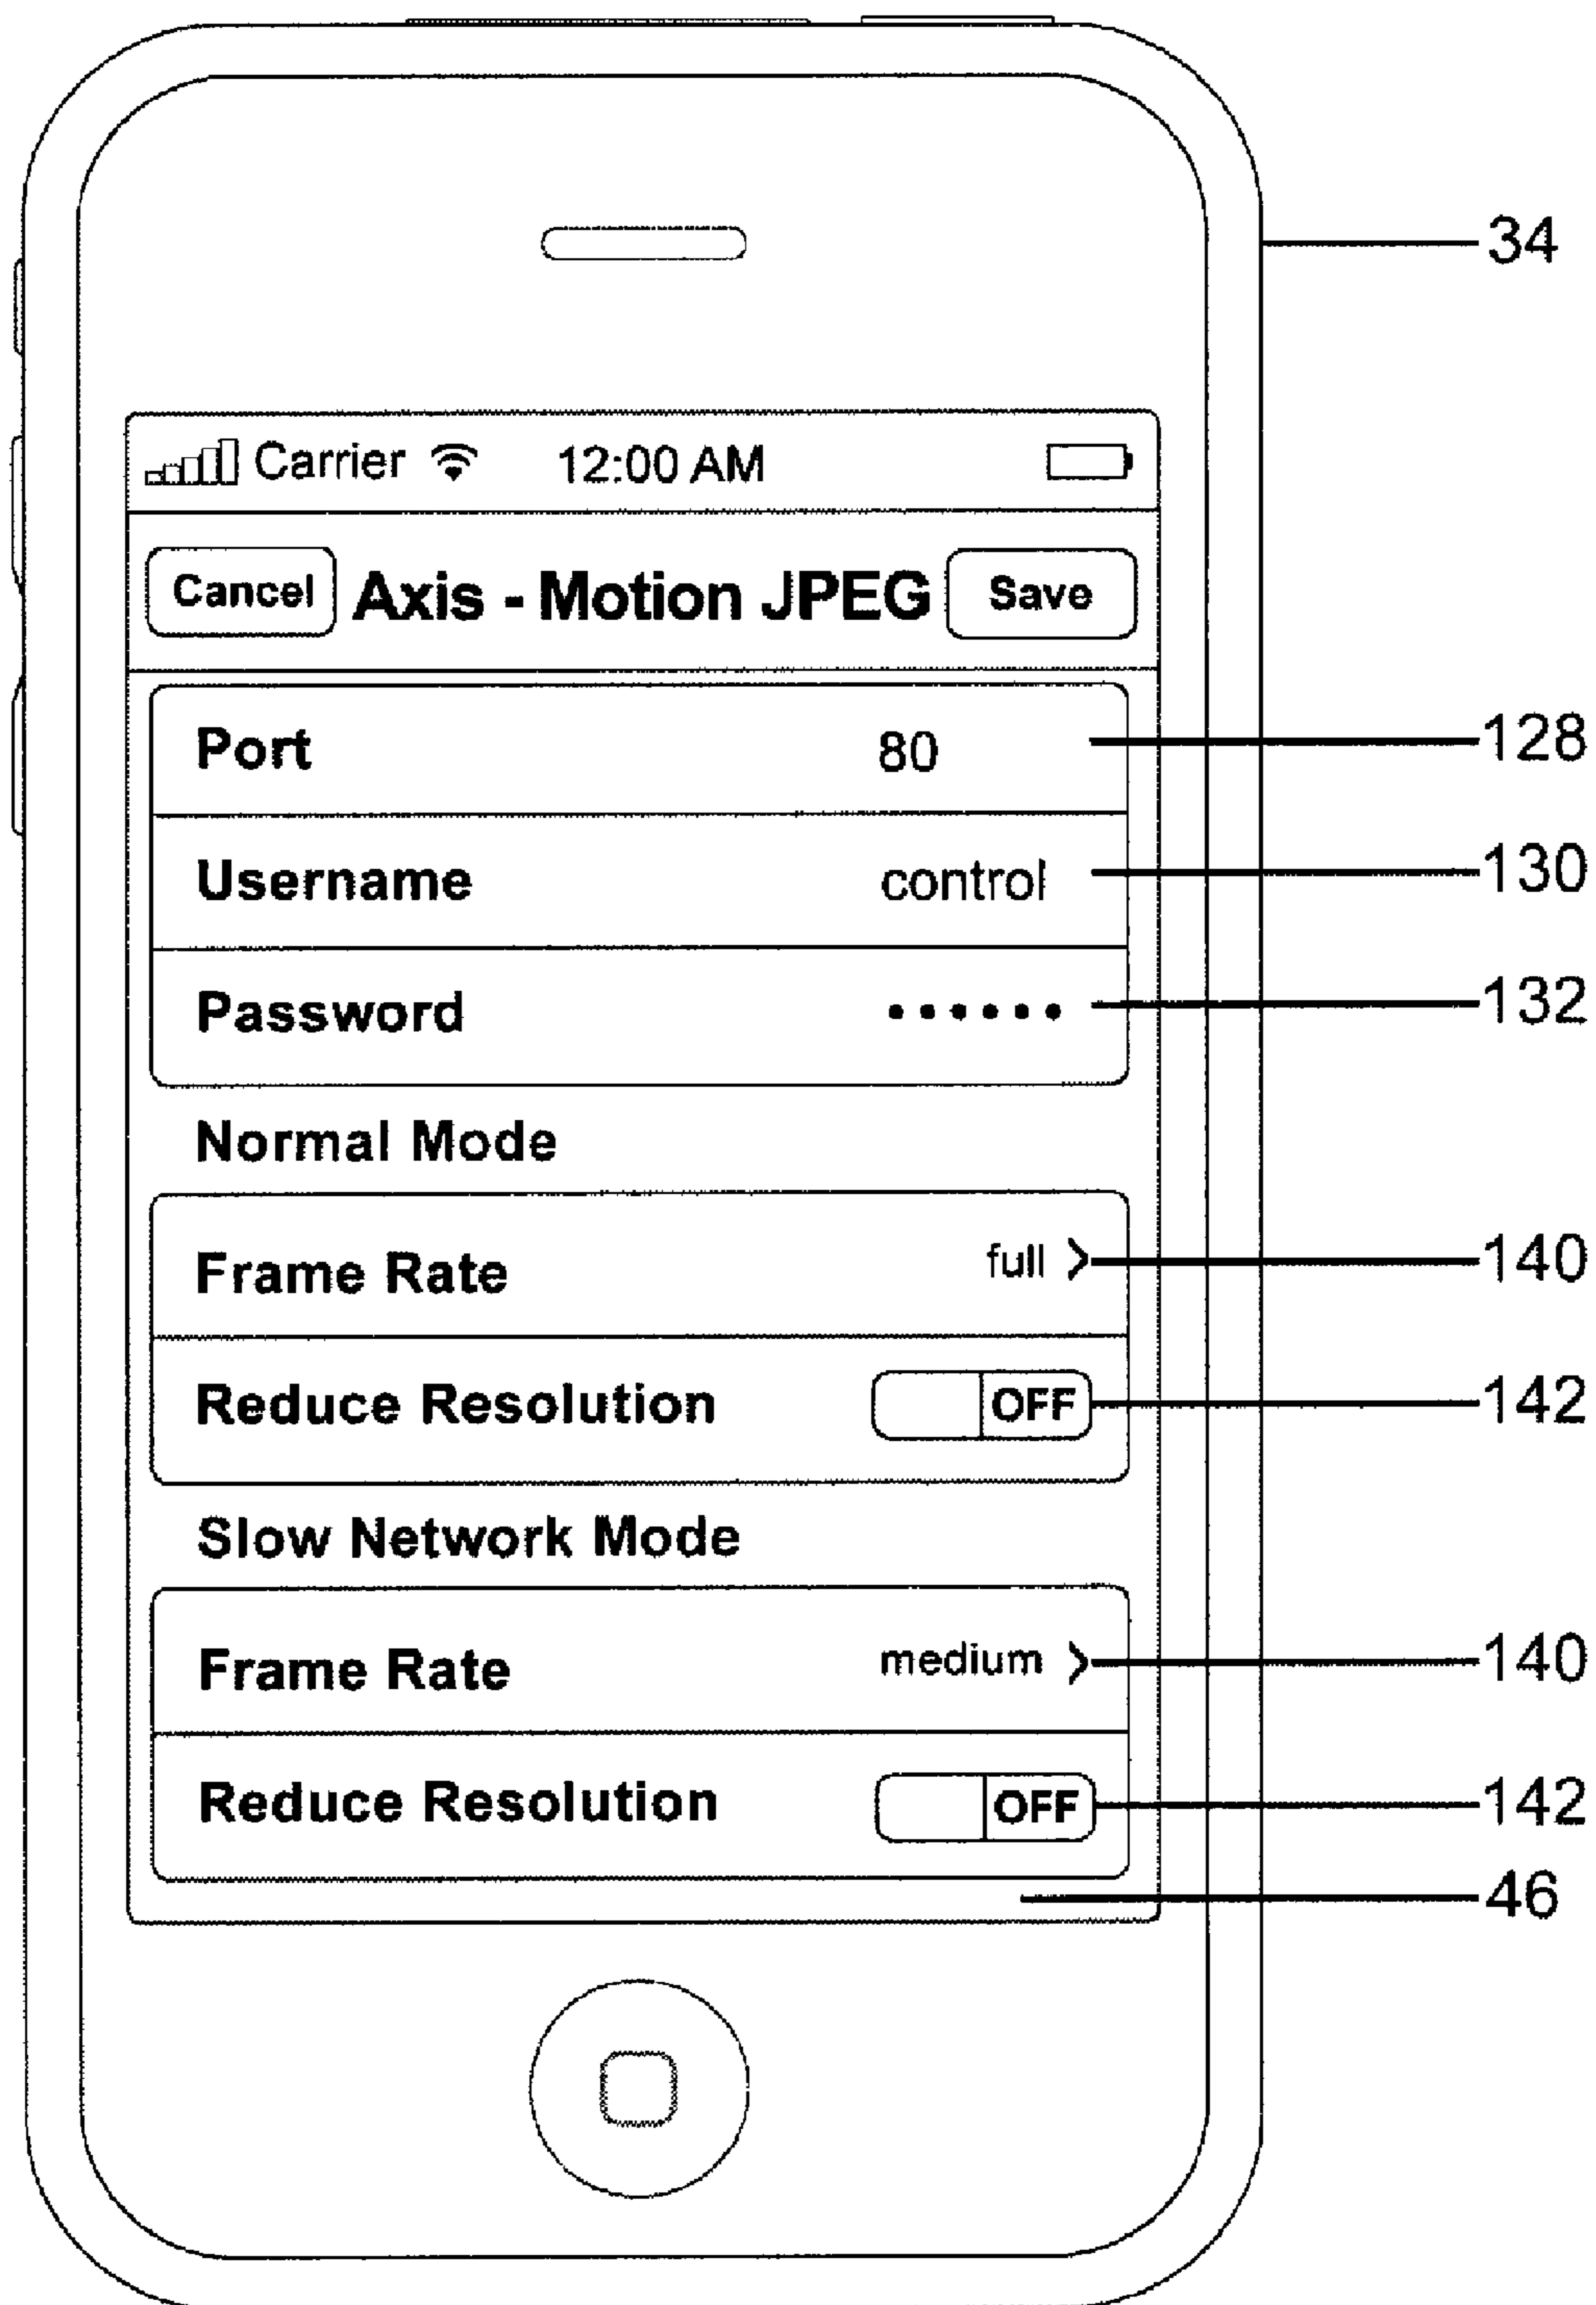 34
Carrier 12:00 AM
Cancel Axis - Motion JPEG Save
Port 80 128
Username control 130
Password •••••• 132
Normal Mode
Frame Rate full > 140
Reduce Resolution OFF 142
Slow Network Mode
Frame Rate medium > 140
Reduce Resolution OFF 142
46